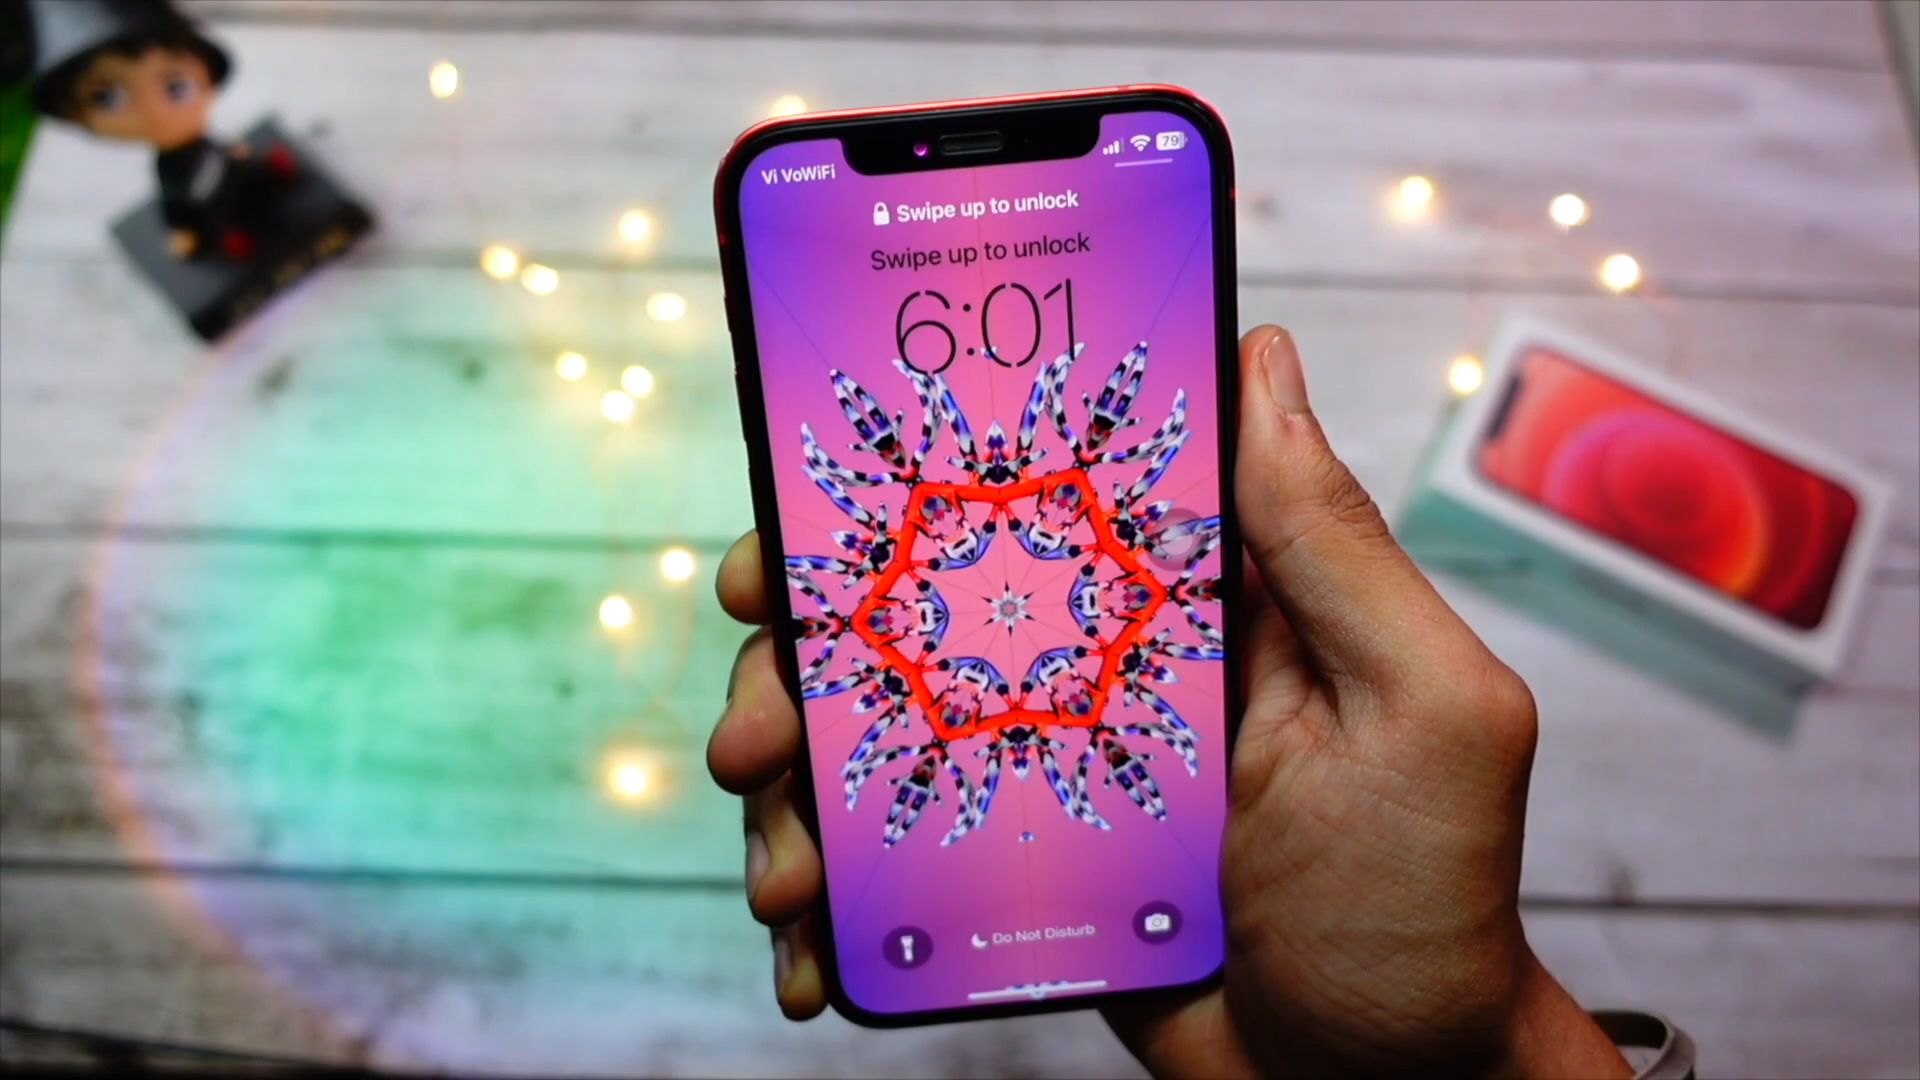 Vi VoWiFi
79
Swipe up to unlock
Swipe up to unlock
6:01
Do Not Disturb